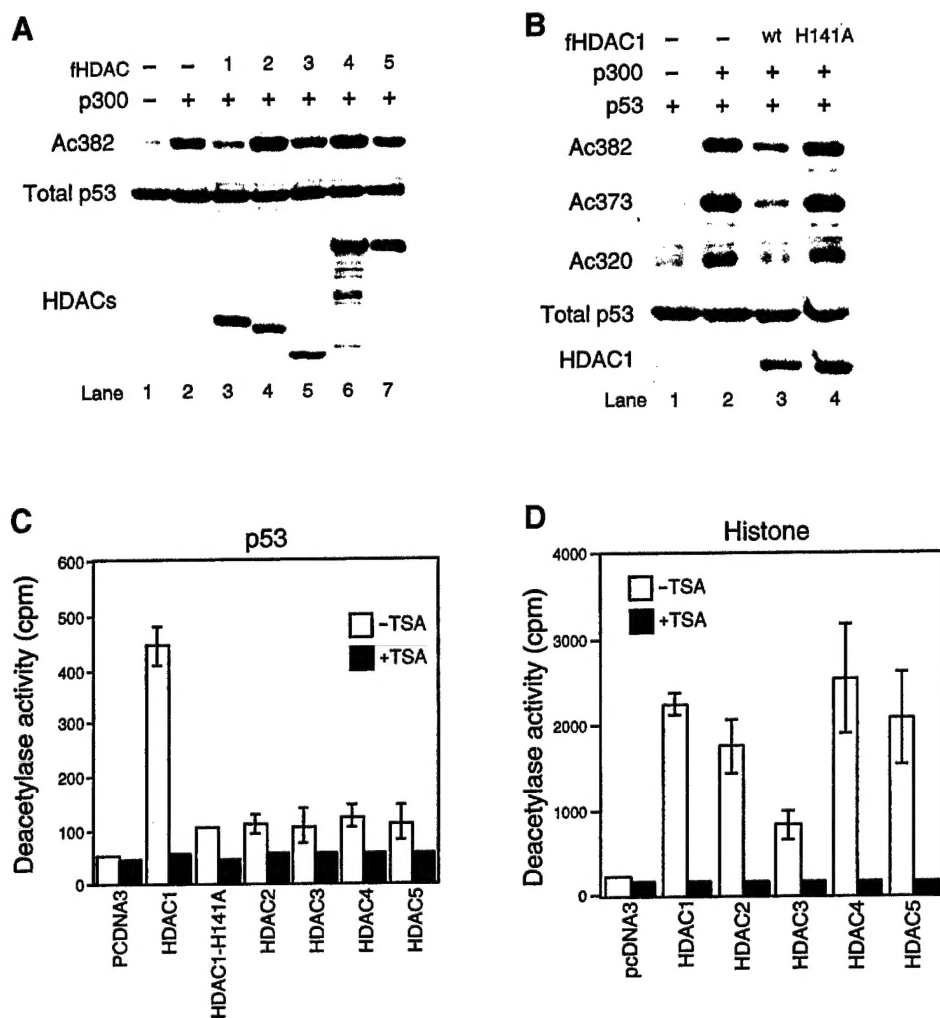 A
fHDAC – – 1 2 3 4 5
p300 – + + + + + +
Ac382
Total p53
HDACs
Lane 1 2 3 4 5 6 7
B
fHDAC1 – – wt H141A
p300 – + + +
p53 + + + +
Ac382
Ac373
Ac320
Total p53
HDAC1
Lane 1 2 3 4
C
p53
Deacetylase activity (cpm)
600
500
400
300
200
100
0
–TSA
+TSA
PCDNA3
HDAC1
HDAC1-H141A
HDAC2
HDAC3
HDAC4
HDAC5
D
Histone
Deacetylase activity (cpm)
4000
3000
2000
1000
0
–TSA
+TSA
pcDNA3
HDAC1
HDAC2
HDAC3
HDAC4
HDAC5